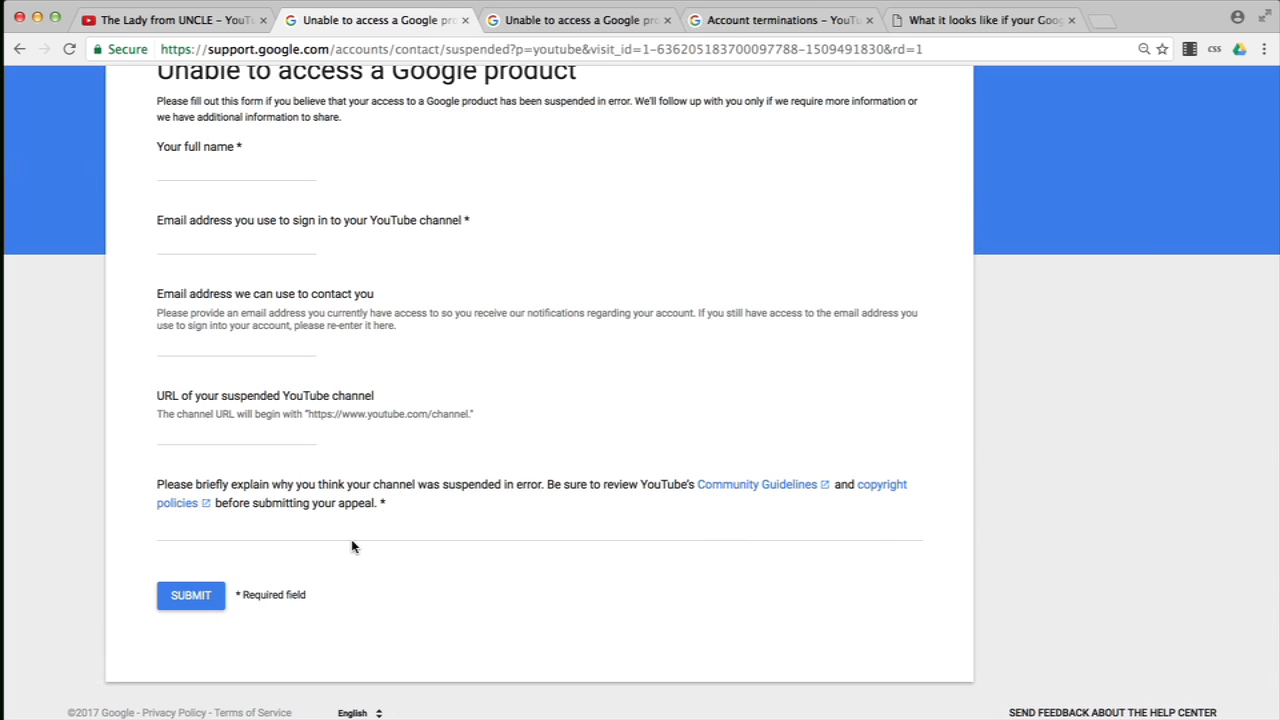 The Lady from UNCLE – YouTu
Unable to access a Google pro
Unable to access a Google pro
Account terminations – YouTu
What it looks like if your Goog
Secure
https://support.google.com/accounts/contact/suspended?p=youtube&visit_id=1-636205183700097788-1509491830&rd=1
css
Unable to access a Google product
Please fill out this form if you believe that your access to a Google product has been suspended in error. We'll follow up with you only if we require more information or
we have additional information to share.
Your full name *
Email address you use to sign in to your YouTube channel *
Email address we can use to contact you
Please provide an email address you currently have access to so you receive our notifications regarding your account. If you still have access to the email address you
use to sign into your account, please re-enter it here.
URL of your suspended YouTube channel
The channel URL will begin with "https://www.youtube.com/channel."
Please briefly explain why you think your channel was suspended in error. Be sure to review YouTube's Community Guidelines and copyright
policies before submitting your appeal. *
SUBMIT * Required field
©2017 Google - Privacy Policy - Terms of Service English SEND FEEDBACK ABOUT THE HELP CENTER